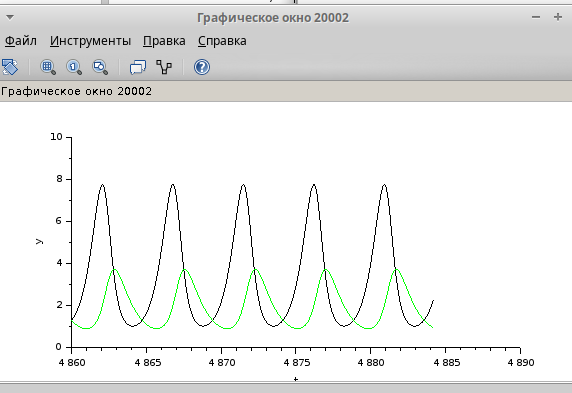 Графическое окно 20002
Файл Инструменты Правка Справка
Графическое окно 20002
10
8
6
4
2
0
y
4 860 4 865 4 870 4 875 4 880 4 885 4 890
t